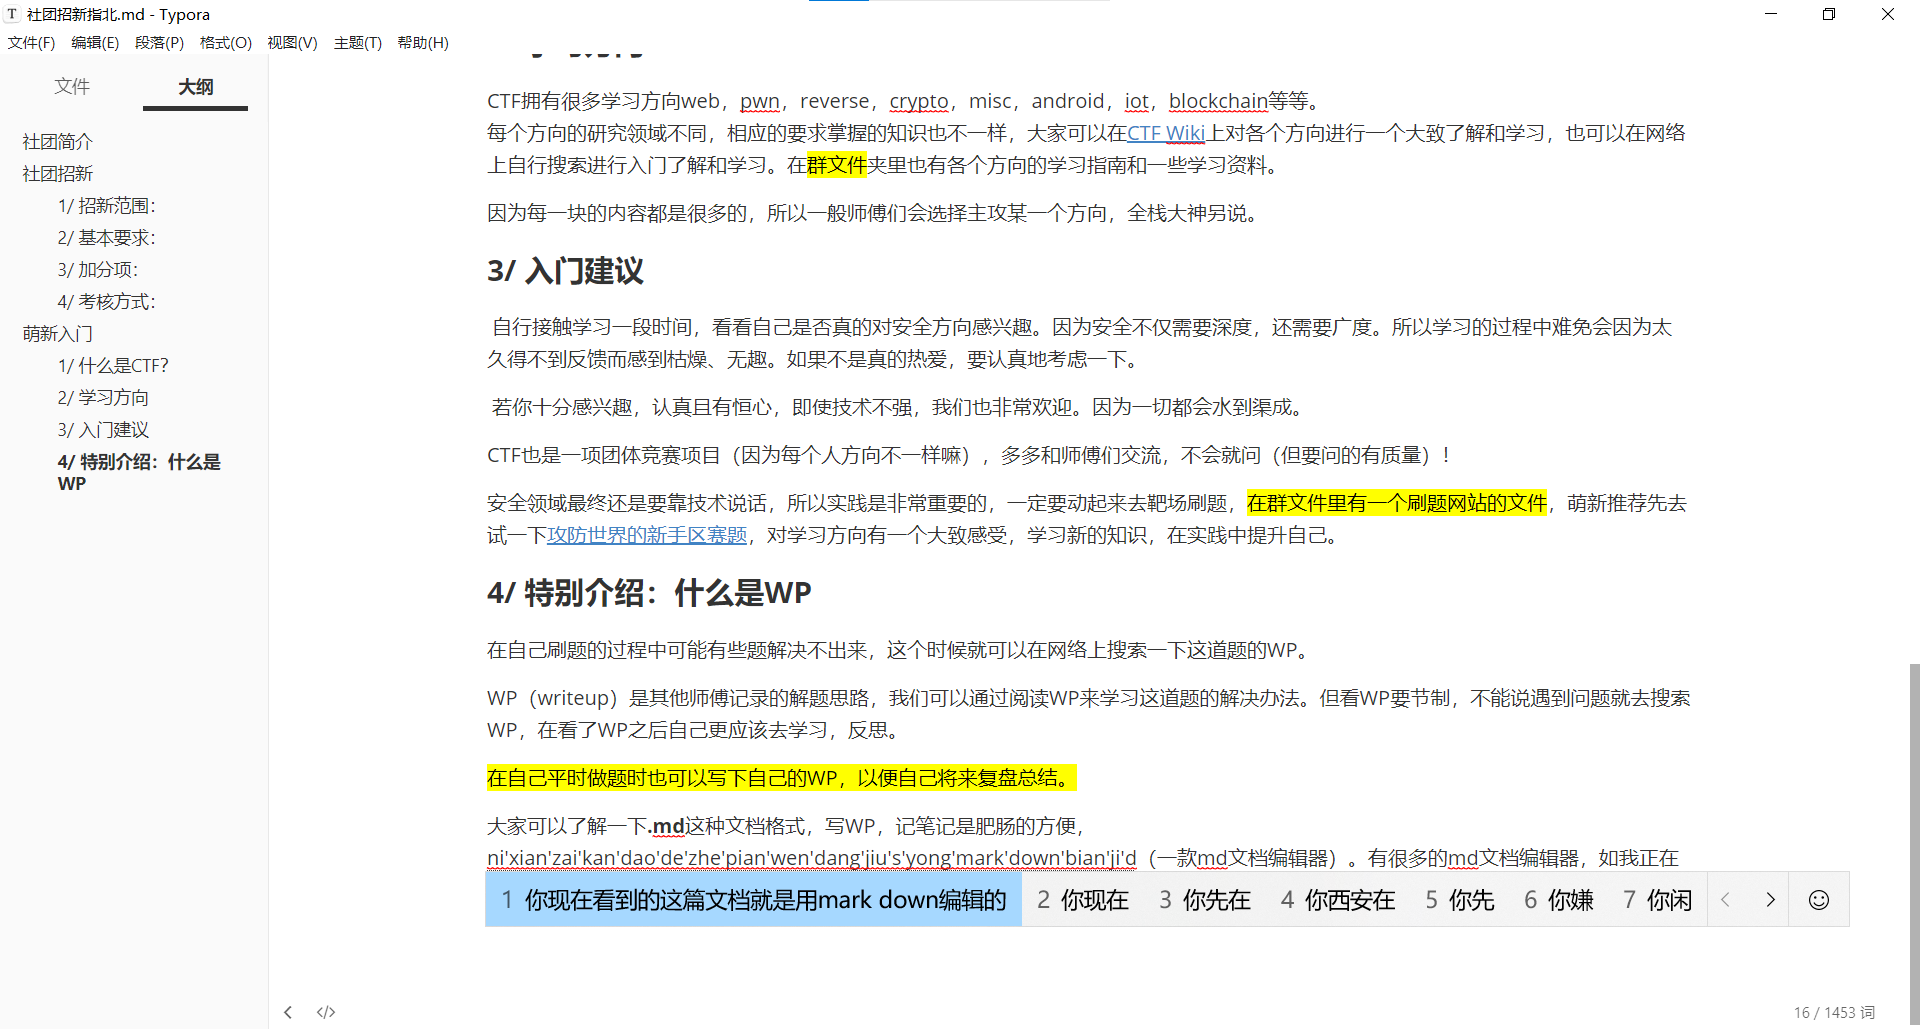 社团招新指北.md - Typora
文件(F) 编辑(E) 段落(P) 格式(O) 视图(V) 主题(T) 帮助(H)
文件 大纲
社团简介
社团招新
1/ 招新范围：
2/ 基本要求：
3/ 加分项：
4/ 考核方式：
萌新入门
1/ 什么是CTF？
2/ 学习方向
3/ 入门建议
4/ 特别介绍：什么是
WP
CTF拥有很多学习方向web，pwn，reverse，crypto，misc，android，iot，blockchain等等。
每个方向的研究领域不同，相应的要求掌握的知识也不一样，大家可以在CTF Wiki上对各个方向进行一个大致了解和学习，也可以在网络
上自行搜索进行入门了解和学习。在群文件夹里也有各个方向的学习指南和一些学习资料。
因为每一块的内容都是很多的，所以一般师傅们会选择主攻某一个方向，全栈大神另说。
3/ 入门建议
自行接触学习一段时间，看看自己是否真的对安全方向感兴趣。因为安全不仅需要深度，还需要广度。所以学习的过程中难免会因为太
久得不到反馈而感到枯燥、无趣。如果不是真的热爱，要认真地考虑一下。
若你十分感兴趣，认真且有恒心，即使技术不强，我们也非常欢迎。因为一切都会水到渠成。
CTF也是一项团体竞赛项目（因为每个人方向不一样嘛），多多和师傅们交流，不会就问（但要问的有质量）！
安全领域最终还是要靠技术说话，所以实践是非常重要的，一定要动起来去靶场刷题，在群文件里有一个刷题网站的文件，萌新推荐先去
试一下攻防世界的新手区赛题，对学习方向有一个大致感受，学习新的知识，在实践中提升自己。
4/ 特别介绍：什么是WP
在自己刷题的过程中可能有些题解决不出来，这个时候就可以在网络上搜索一下这道题的WP。
WP（writeup）是其他师傅记录的解题思路，我们可以通过阅读WP来学习这道题的解决办法。但看WP要节制，不能说遇到问题就去搜索
WP，在看了WP之后自己更应该去学习，反思。
在自己平时做题时也可以写下自己的WP，以便自己将来复盘总结。
大家可以了解一下.md这种文档格式，写WP，记笔记是肥肠的方便，
ni'xian'zai'kan'dao'de'zhe'pian'wen'dang'jiu's'yong'mark'down'bian'ji'd（一款md文档编辑器）。有很多的md文档编辑器，如我正在
1 你现在看到的这篇文档就是用mark down编辑的 2 你现在 3 你先在 4 你西安在 5 你先 6 你嫌 7 你闲
16 / 1453 词